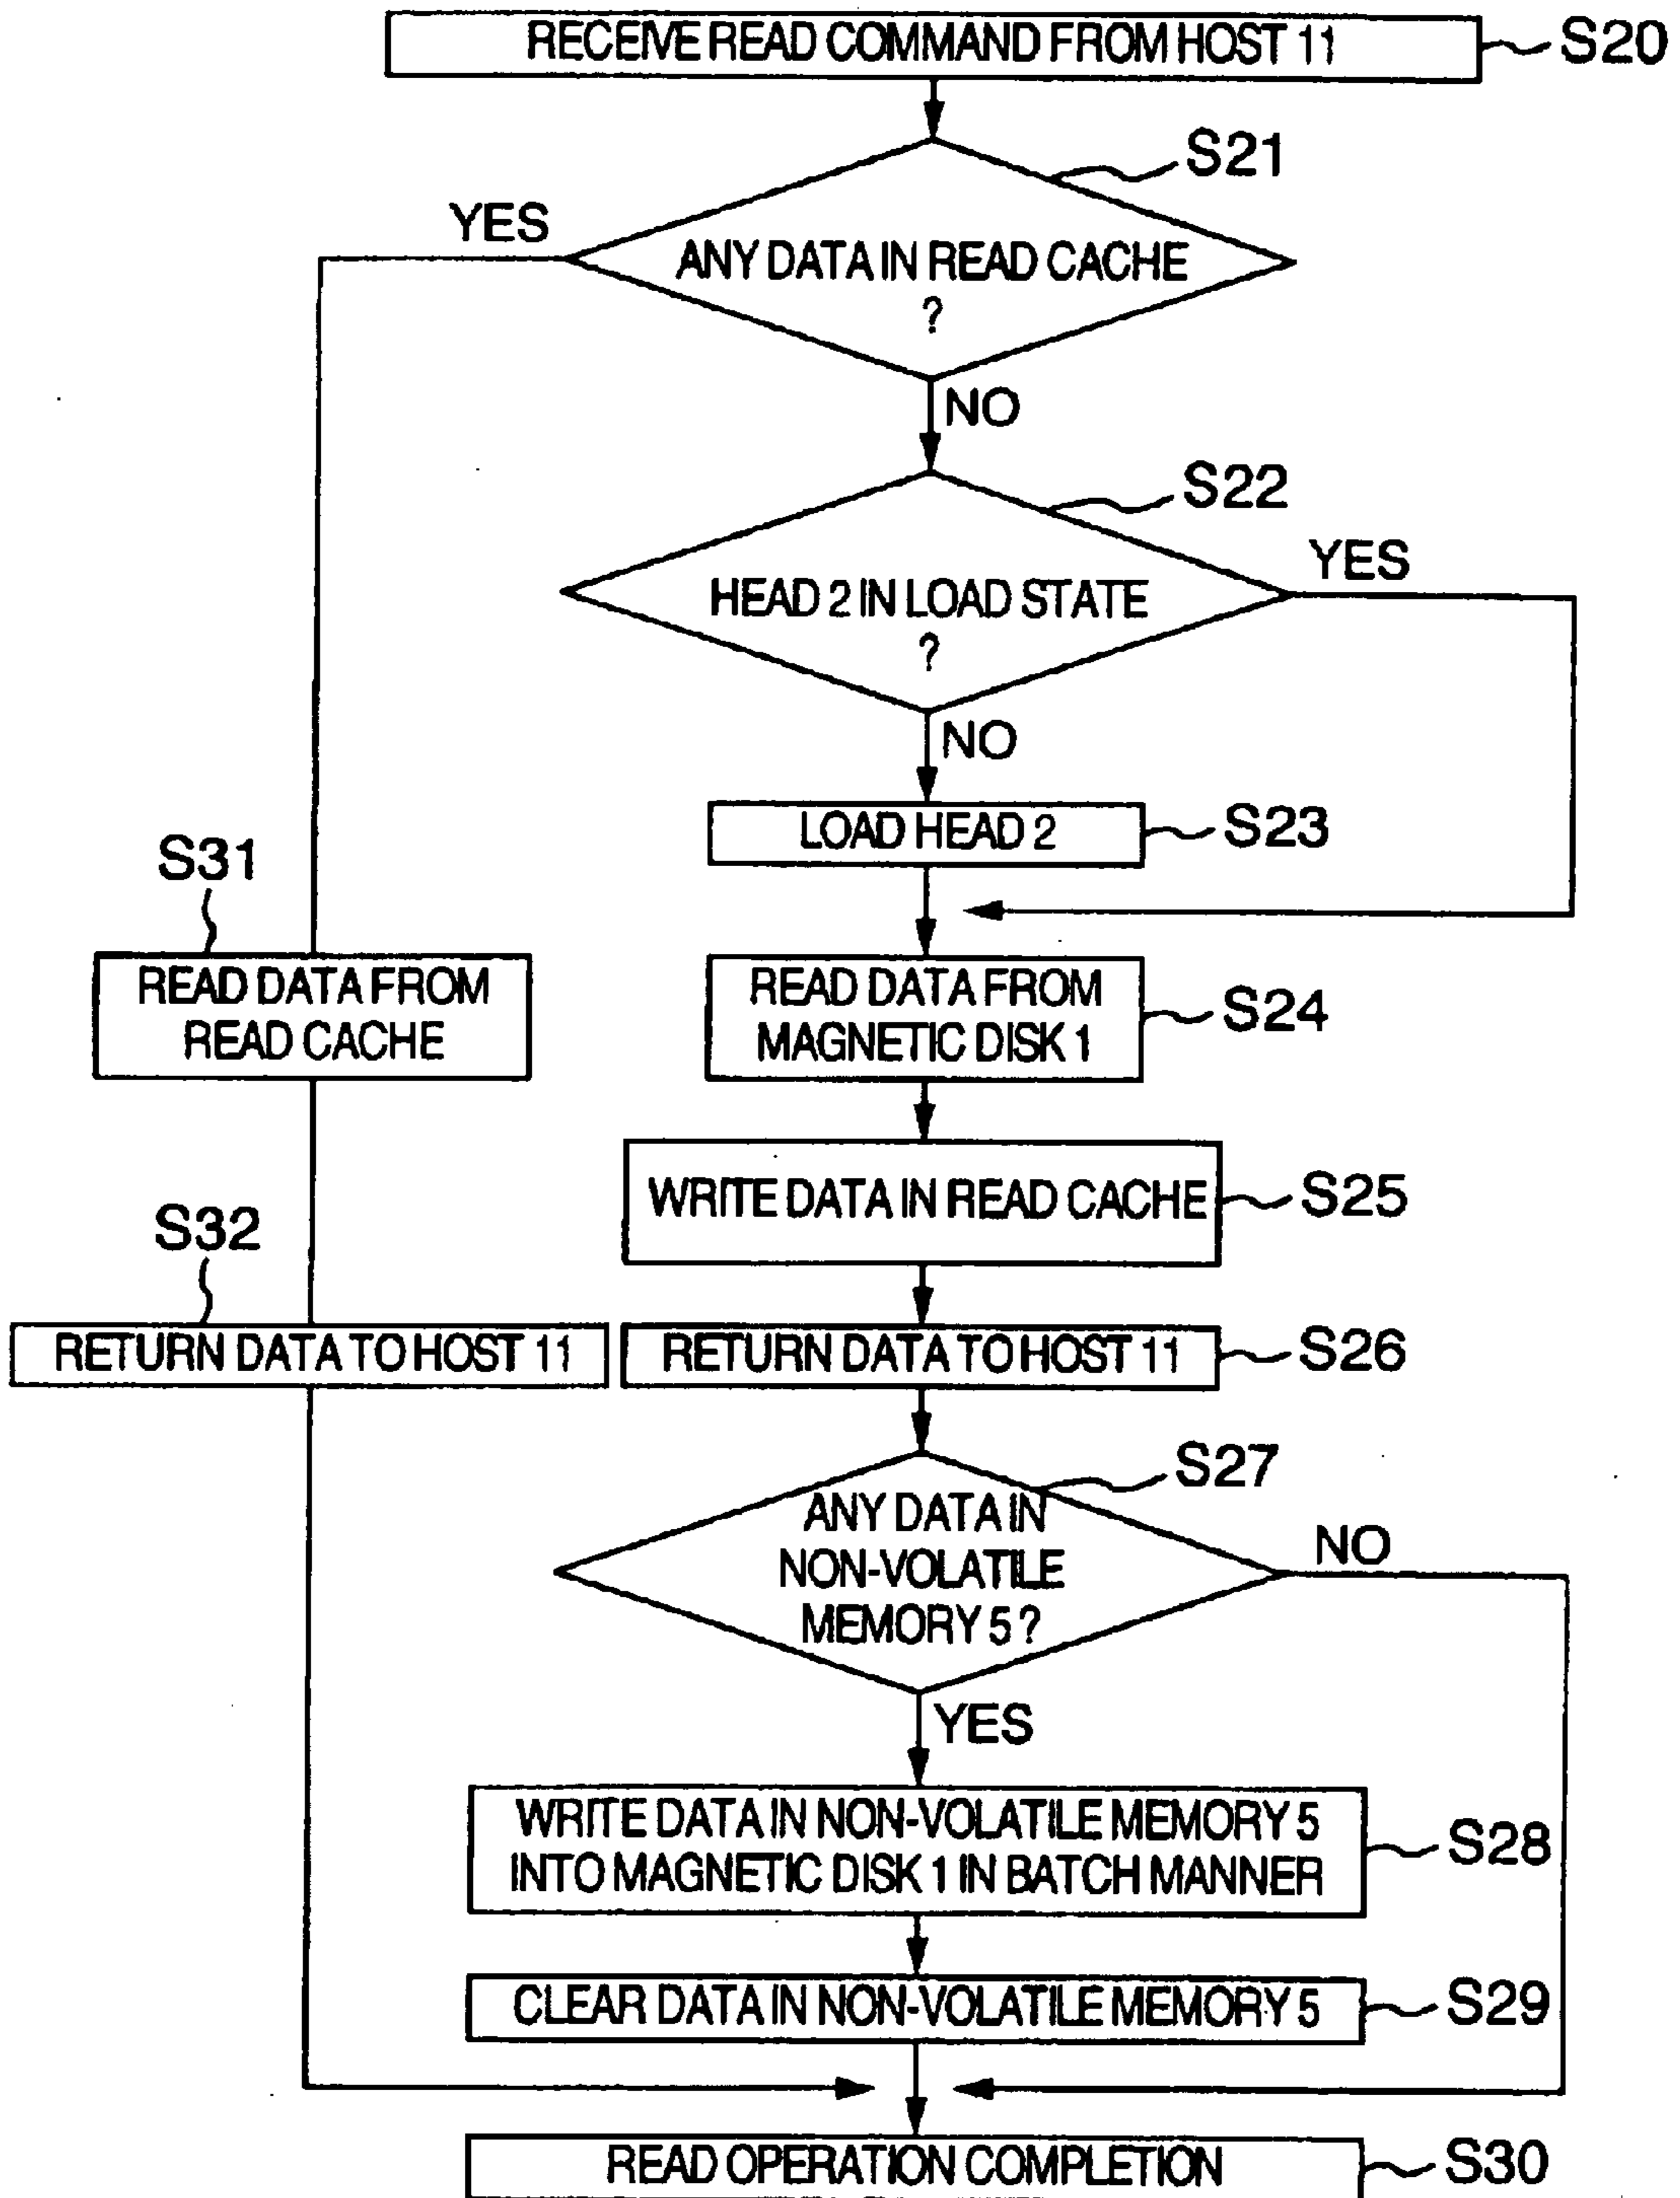 RECEIVE READ COMMAND FROM HOST 11
S20
S21
YES
ANY DATA IN READ CACHE
?
NO
S22
YES
HEAD 2 IN LOAD STATE
?
NO
LOAD HEAD 2
S23
S31
READ DATA FROM
READ CACHE
READ DATA FROM
MAGNETIC DISK 1
S24
WRITE DATA IN READ CACHE
S25
S32
RETURN DATA TO HOST 11
RETURN DATA TO HOST 11
S26
S27
ANY DATA IN
NON-VOLATILE
MEMORY 5 ?
NO
YES
WRITE DATA IN NON-VOLATILE MEMORY 5
INTO MAGNETIC DISK 1 IN BATCH MANNER
S28
CLEAR DATA IN NON-VOLATILE MEMORY 5
S29
READ OPERATION COMPLETION
S30